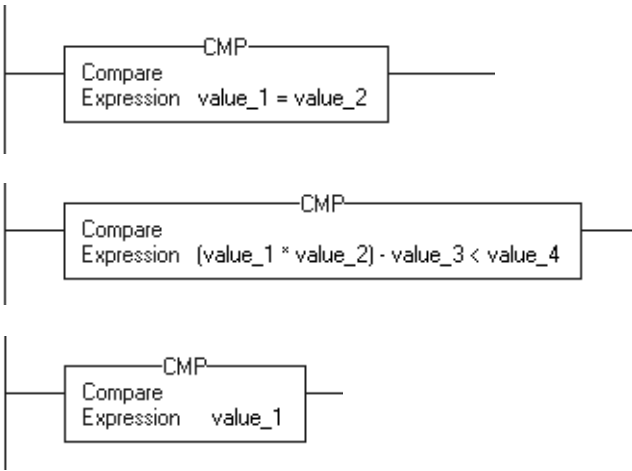 CMP
Compare
Expression value_1 = value_2
CMP
Compare
Expression (value_1 * value_2) - value_3 < value_4
CMP
Compare
Expression value_1